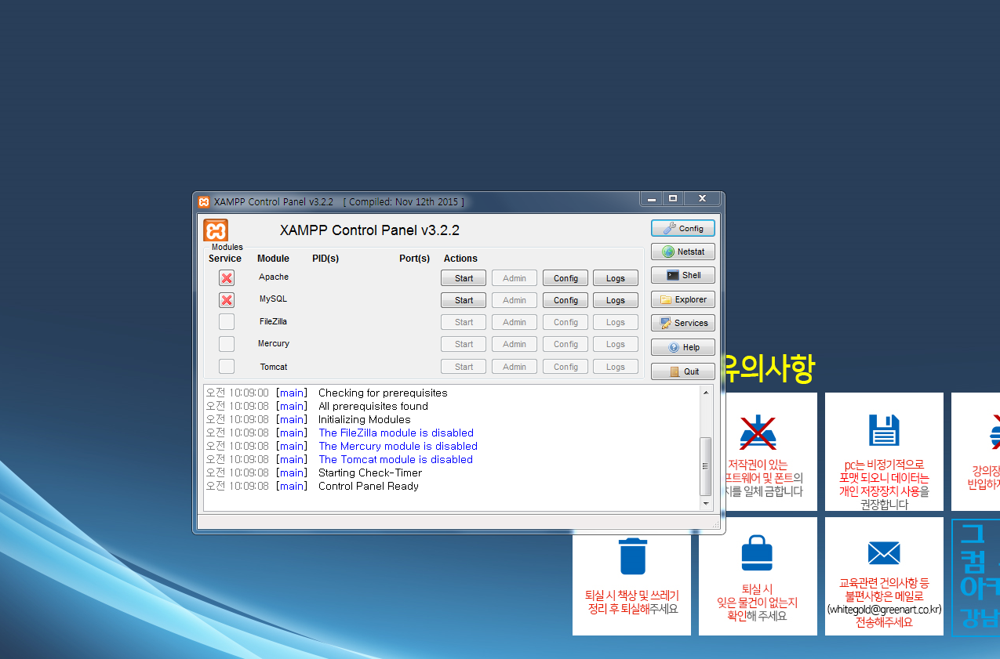 XAMPP Control Panel v3.2.2 [ Compiled: Nov 12th 2015 ]
XAMPP Control Panel v3.2.2
Config
Modules
Service Module PID(s) Port(s) Actions
Netstat
Apache Start Admin Config Logs
Shell
MySQL Start Admin Config Logs
Explorer
FileZilla Start Admin Config Logs
Services
Mercury Start Admin Config Logs
Help
Tomcat Start Admin Config Logs
Quit
오전 10:09:00 [main] Checking for prerequisites
오전 10:09:08 [main] All prerequisites found
오전 10:09:08 [main] Initializing Modules
오전 10:09:08 [main] The FileZilla module is disabled
오전 10:09:08 [main] The Mercury module is disabled
오전 10:09:08 [main] The Tomcat module is disabled
오전 10:09:08 [main] Starting Check-Timer
오전 10:09:08 [main] Control Panel Ready
유의사항
저작권이 있는
프트웨어 및 폰트의
치를 일체 금합니다
pc는 비정기적으로
포맷 되오니 데이터는
개인 저장장치 사용을
권장합니다
강의장
반입하지
퇴실 시 책상 및 쓰레기
정리 후 퇴실해주세요
퇴실 시
잊은 물건이 없는지
확인해 주세요
교육관련 건의사항 등
불편사항은 메일로
(whitegold@greenart.co.kr)
전송해주세요
그
컴
아카
강남